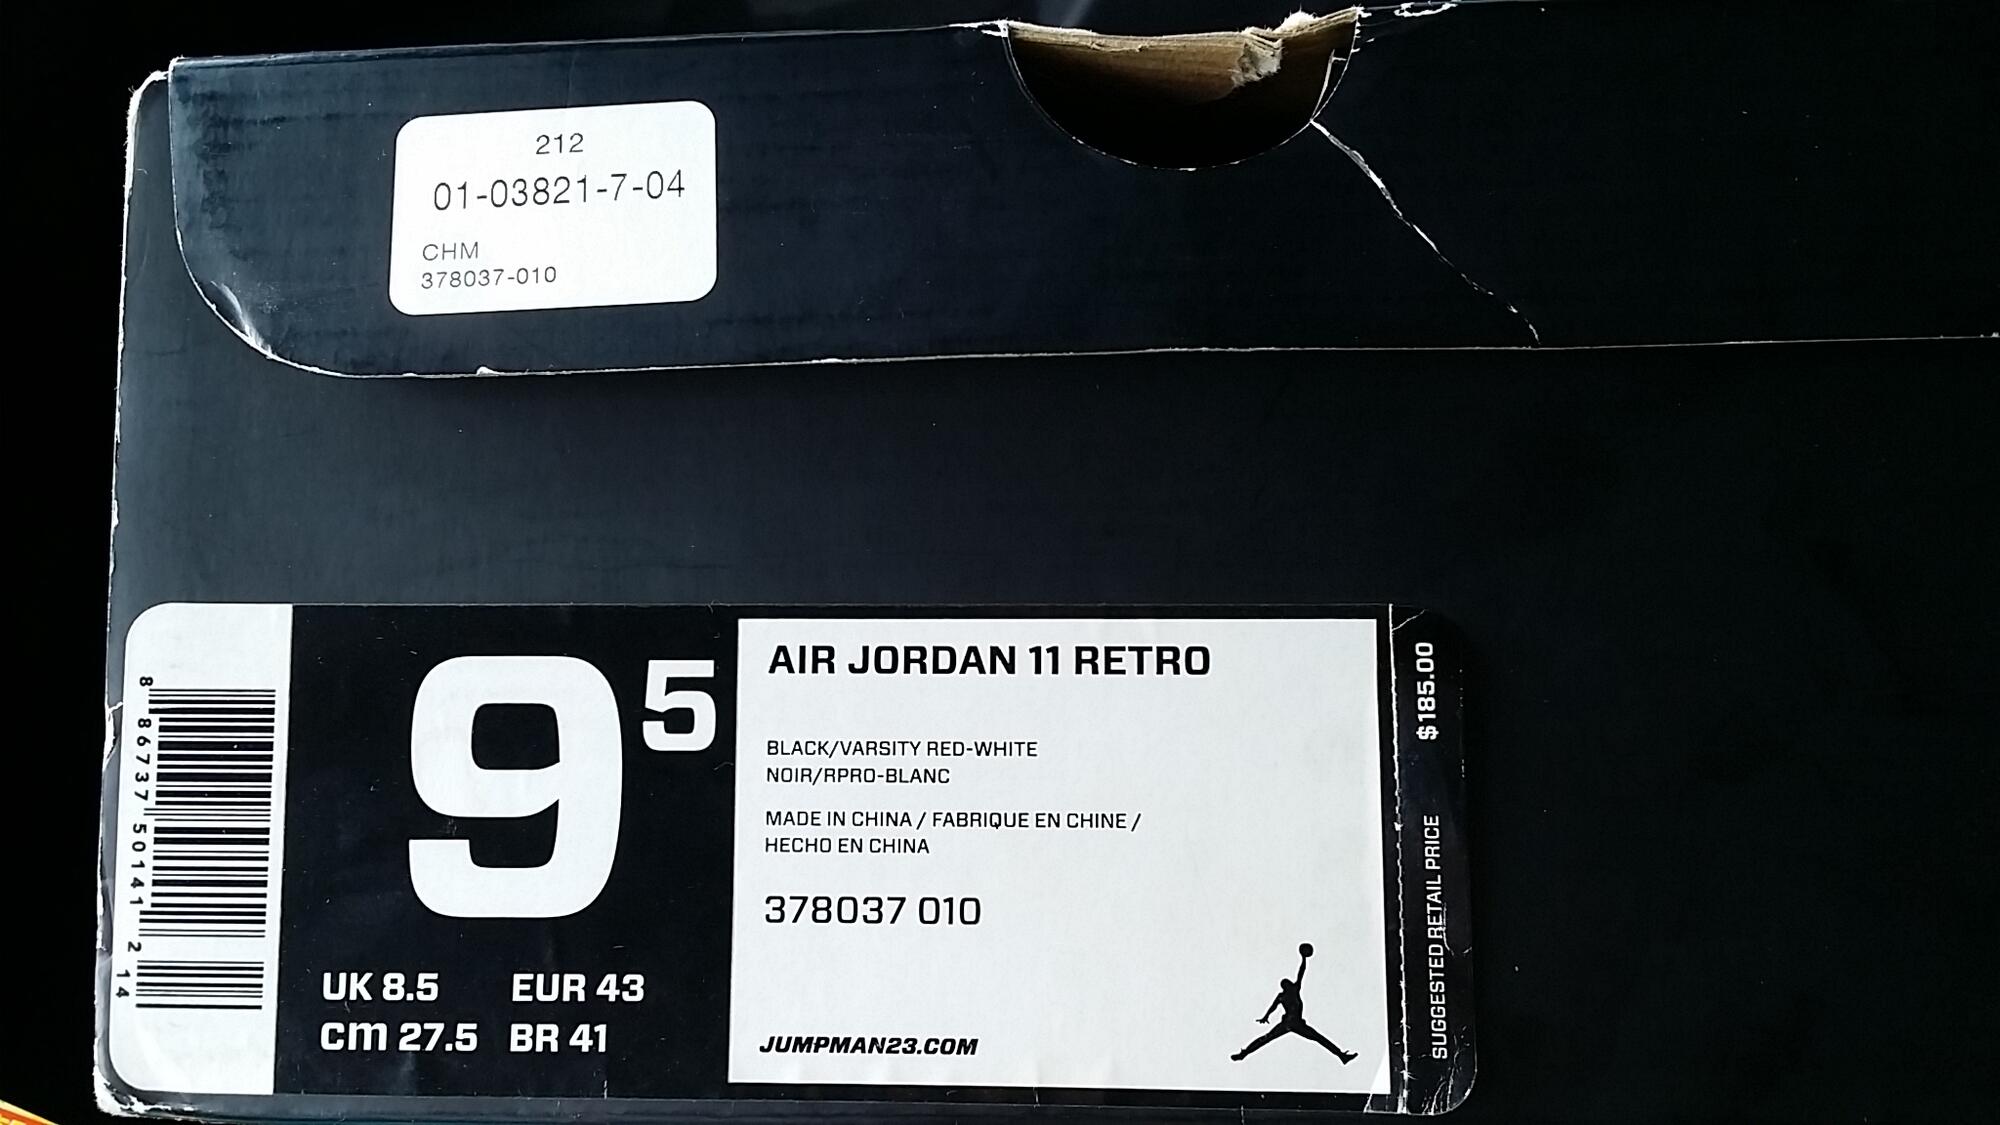 212
01-03821-7-04
CHM
378037-010
8 86737 50141 2 14
9 5
UK 8.5 EUR 43
cm 27.5 BR 41
AIR JORDAN 11 RETRO
BLACK/VARSITY RED-WHITE
NOIR/RPRO-BLANC
MADE IN CHINA / FABRIQUE EN CHINE /
HECHO EN CHINA
378037 010
JUMPMAN23.COM
SUGGESTED RETAIL PRICE $185.00